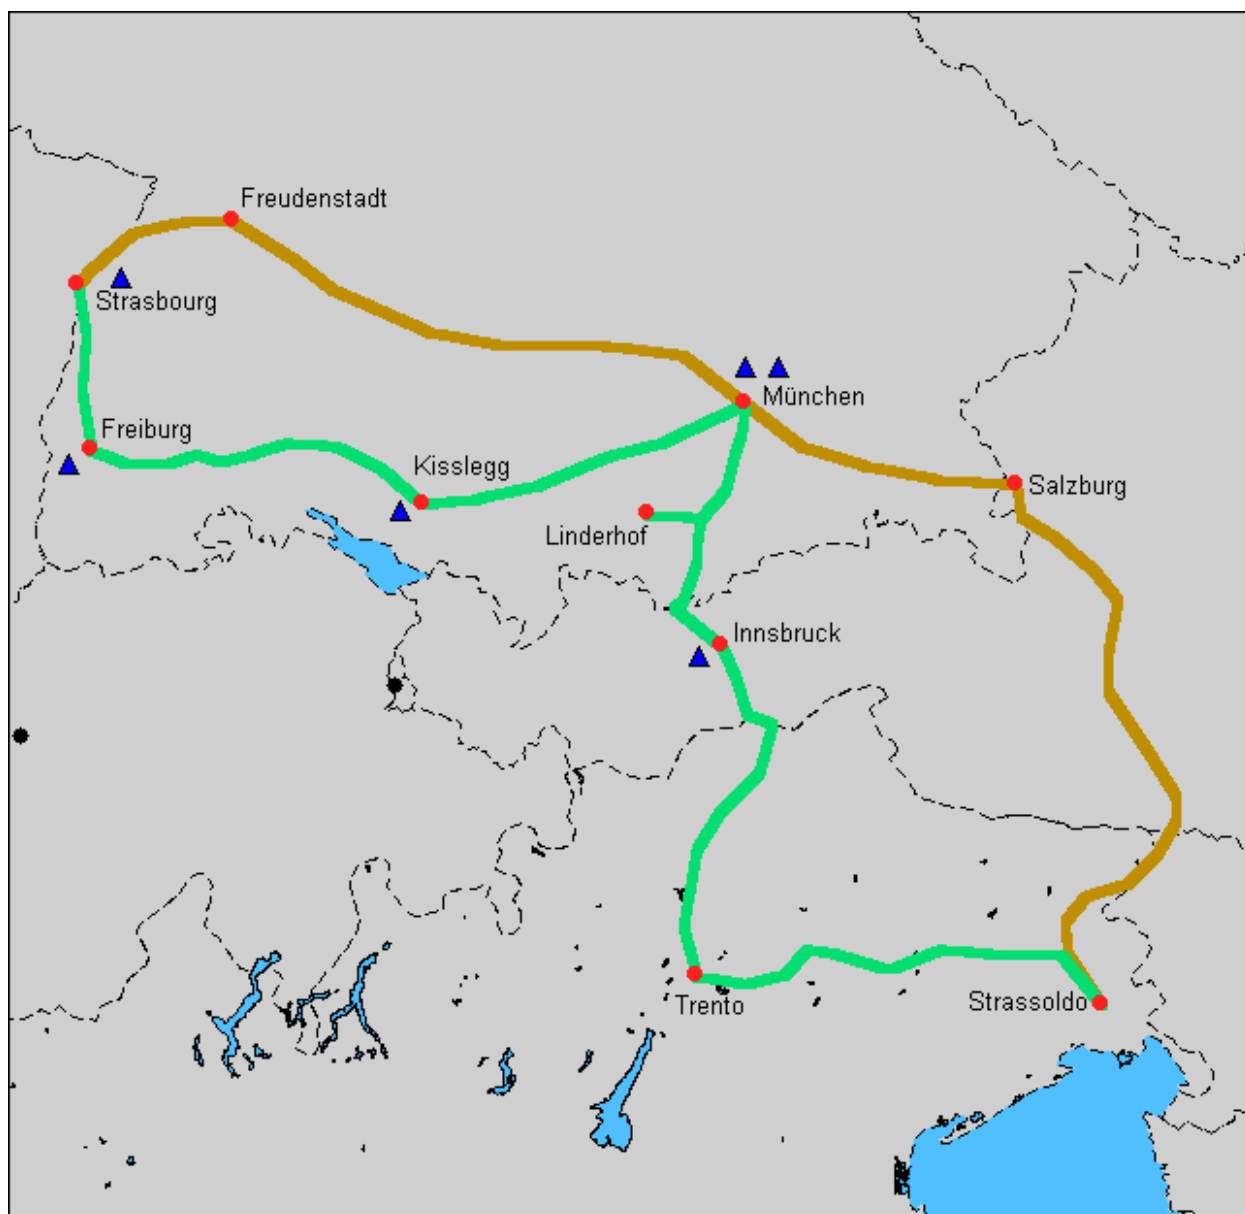 Freudenstadt
Strasbourg
München
Freiburg
Kisslegg
Salzburg
Linderhof
Innsbruck
Trento
Strassoldo